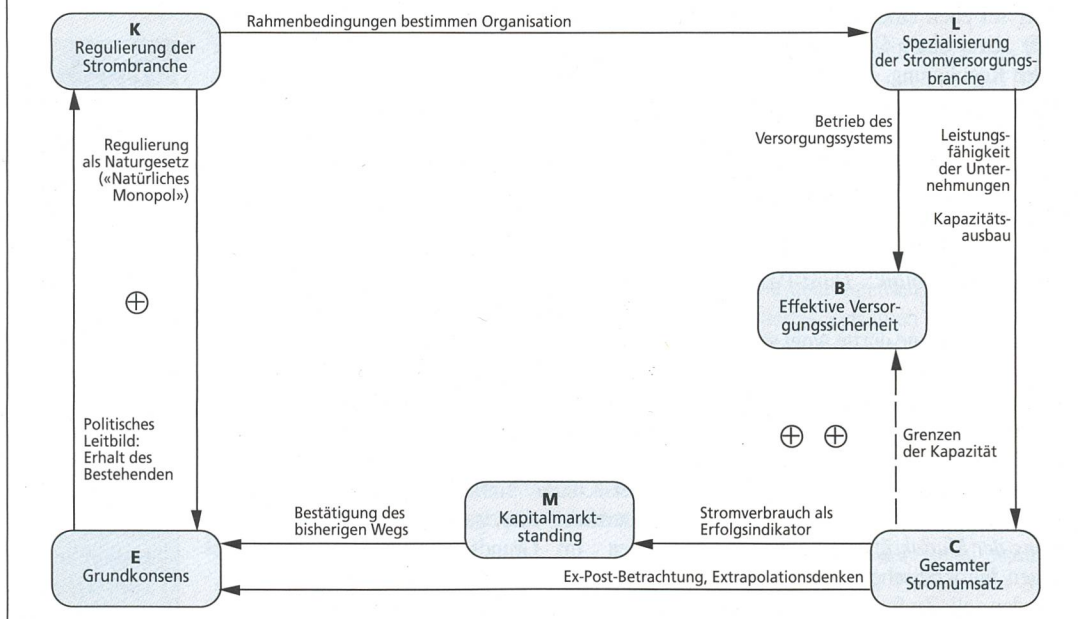 K
Regulierung der
Strombranche
Rahmenbedingungen bestimmen Organisation
L
Spezialisierung
der Stromversorgungs-
branche
Regulierung
als Naturgesetz
(«Natürliches
Monopol»)
Betrieb des
Versorgungssystems
Leistungs-
fähigkeit
der Unter-
nehmungen
Kapazitäts-
ausbau
B
Effektive Versor-
gungssicherheit
Politisches
Leitbild:
Erhalt des
Bestehenden
Grenzen
der Kapazität
Bestätigung des
bisherigen Wegs
M
Kapitalmarkt-
standing
Stromverbrauch als
Erfolgsindikator
E
Grundkonsens
Ex-Post-Betrachtung, Extrapolationsdenken
C
Gesamter
Stromumsatz